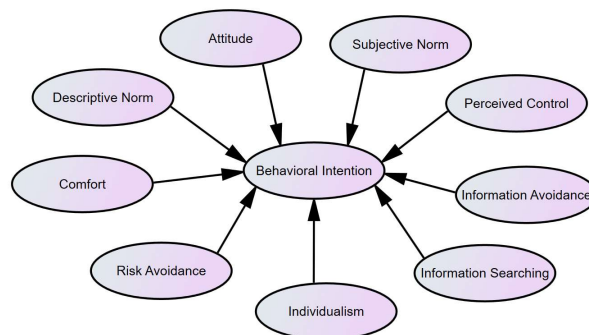 Attitude
Subjective Norm
Descriptive Norm
Perceived Control
Behavioral Intention
Comfort
Information Avoidance
Risk Avoidance
Information Searching
Individualism